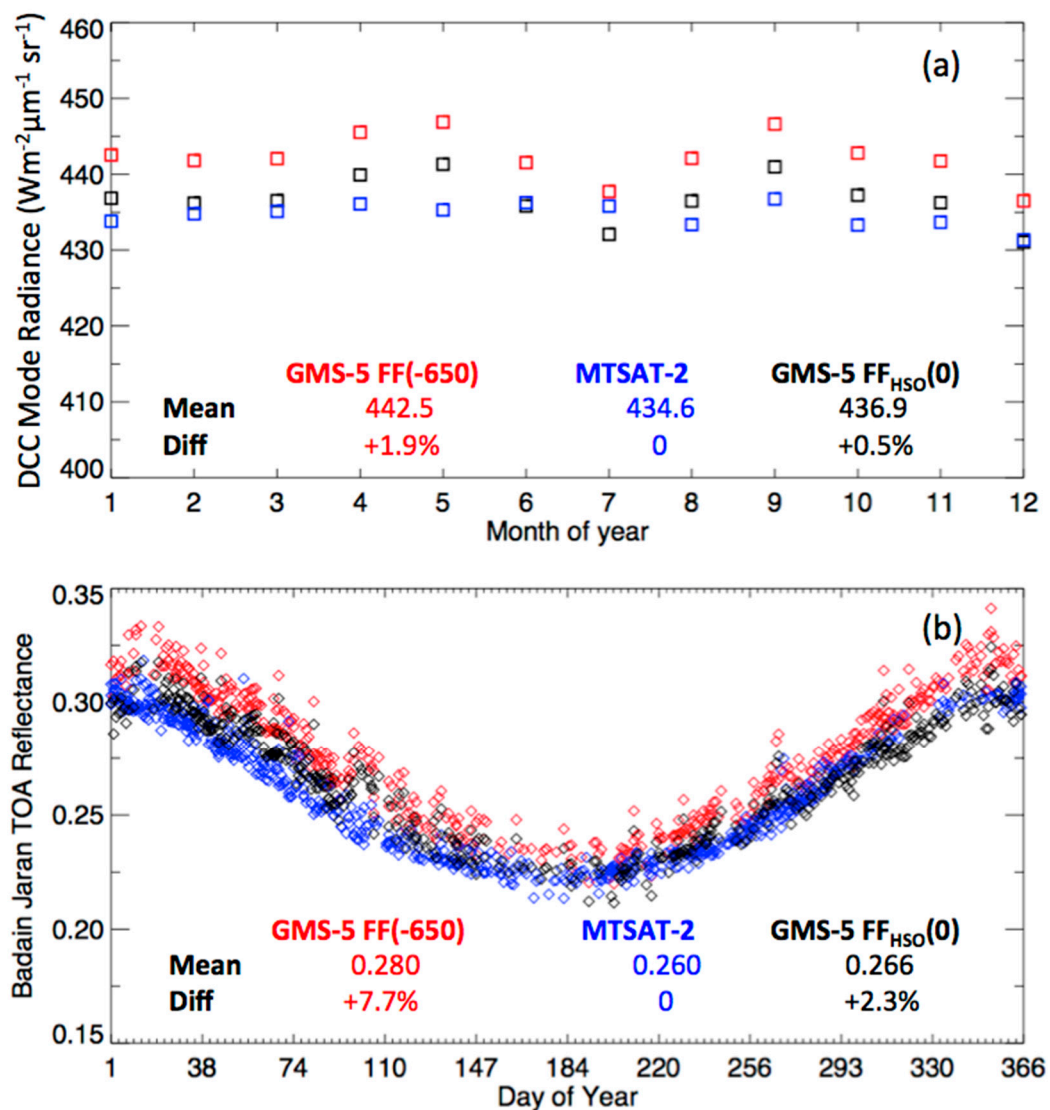 DCC Mode Radiance (Wm⁻²μm⁻¹ sr⁻¹)
460
450
440
430
420
410
400
(a)
GMS-5 FF(-650) MTSAT-2 GMS-5 FF_HSO(0)
Mean 442.5 434.6 436.9
Diff +1.9% 0 +0.5%
1 2 3 4 5 6 7 8 9 10 11 12
Month of year
Badain Jaran TOA Reflectance
0.35
0.30
0.25
0.20
0.15
(b)
GMS-5 FF(-650) MTSAT-2 GMS-5 FF_HSO(0)
Mean 0.280 0.260 0.266
Diff +7.7% 0 +2.3%
1 38 74 110 147 184 220 256 293 330 366
Day of Year